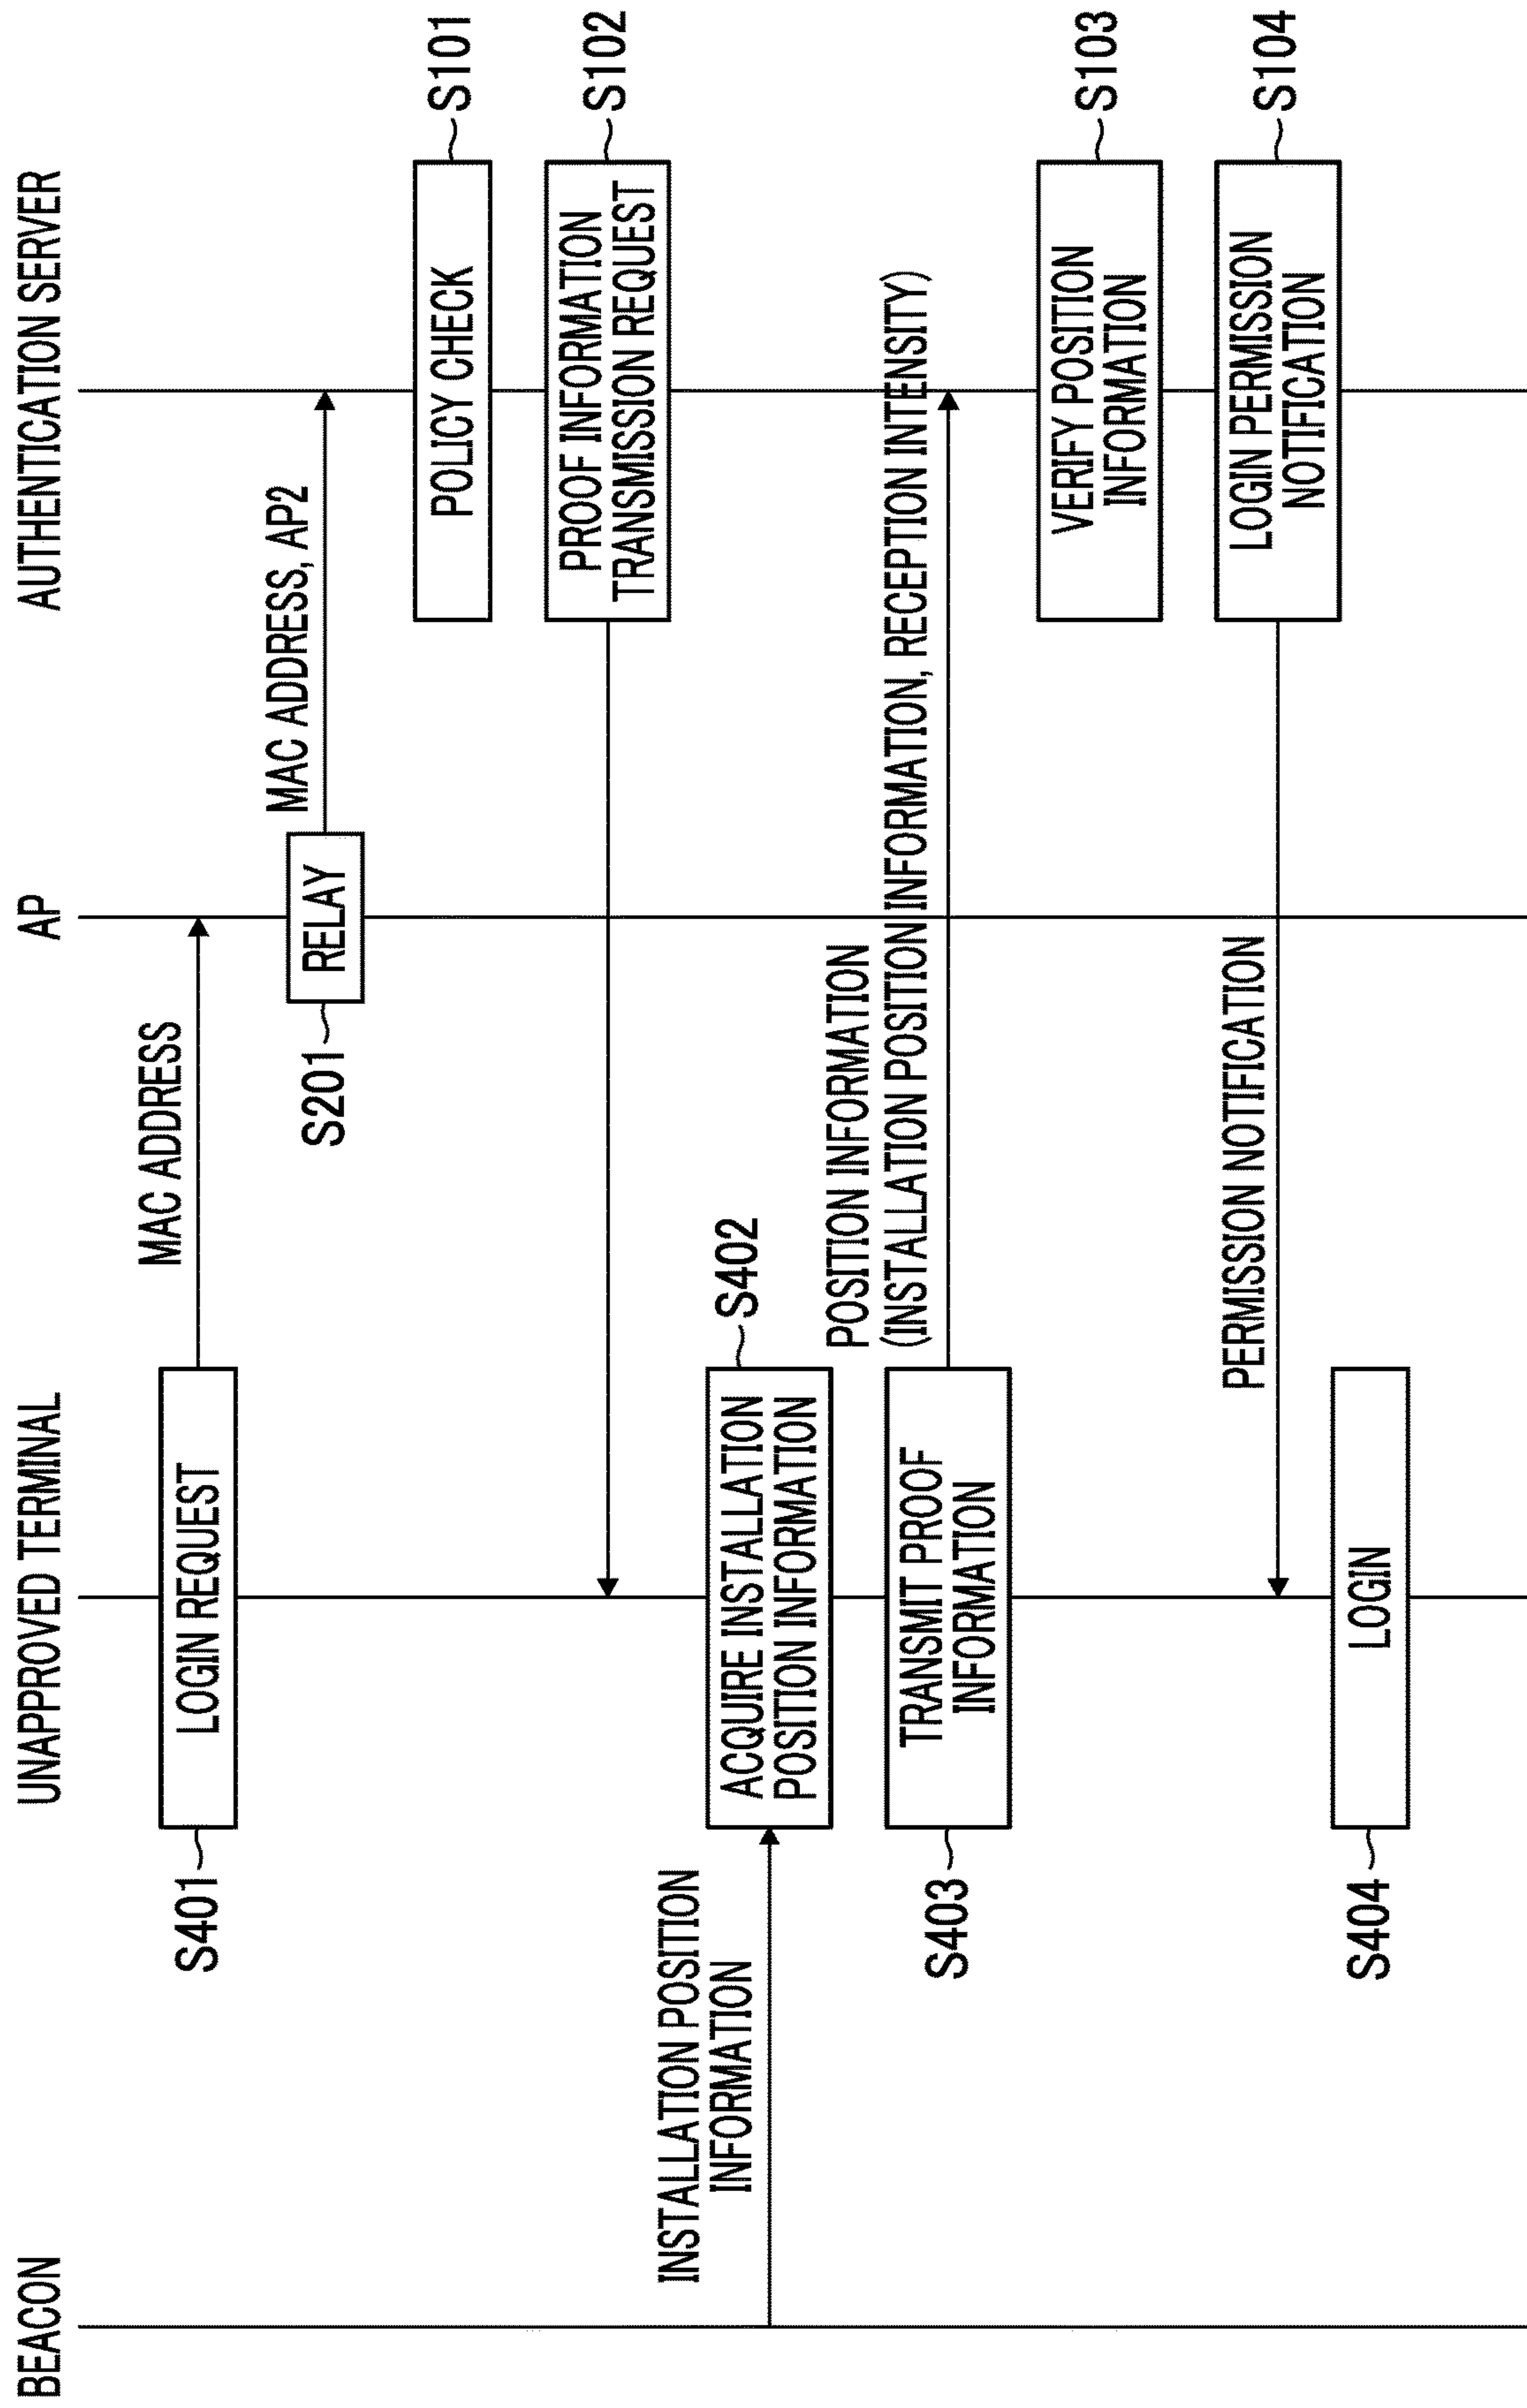 BEACON
UNAPPROVED TERMINAL
AP
AUTHENTICATION SERVER
MAC ADDRESS
S401
LOGIN REQUEST
MAC ADDRESS, AP2
S201
RELAY
POLICY CHECK
S101
PROOF INFORMATION
TRANSMISSION REQUEST
S102
INSTALLATION POSITION
INFORMATION
ACQUIRE INSTALLATION
POSITION INFORMATION
S402
POSITION INFORMATION
(INSTALLATION POSITION INFORMATION, RECEPTION INTENSITY)
S403
TRANSMIT PROOF
INFORMATION
VERIFY POSITION
INFORMATION
S103
PERMISSION NOTIFICATION
LOGIN PERMISSION
NOTIFICATION
S104
S404
LOGIN